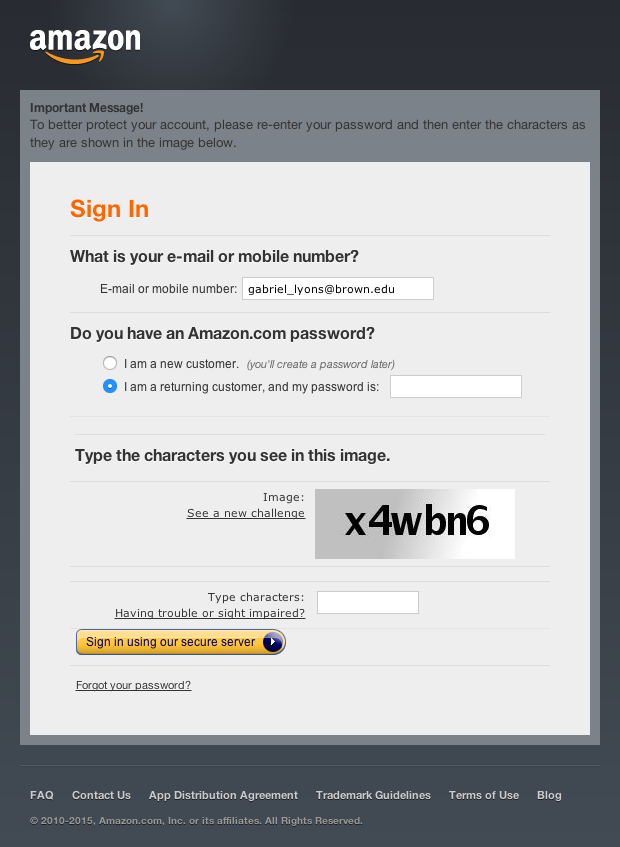 amazon
Important Message!
To better protect your account, please re-enter your password and then enter the characters as
they are shown in the image below.
Sign In
What is your e-mail or mobile number?
E-mail or mobile number: gabriel_lyons@brown.edu
Do you have an Amazon.com password?
I am a new customer. (you'll create a password later)
I am a returning customer, and my password is:
Type the characters you see in this image.
Image: x4wbn6
See a new challenge
Type characters:
Having trouble or sight impaired?
Sign in using our secure server
Forgot your password?
FAQ Contact Us App Distribution Agreement Trademark Guidelines Terms of Use Blog
© 2010-2015, Amazon.com, Inc. or its affiliates. All Rights Reserved.